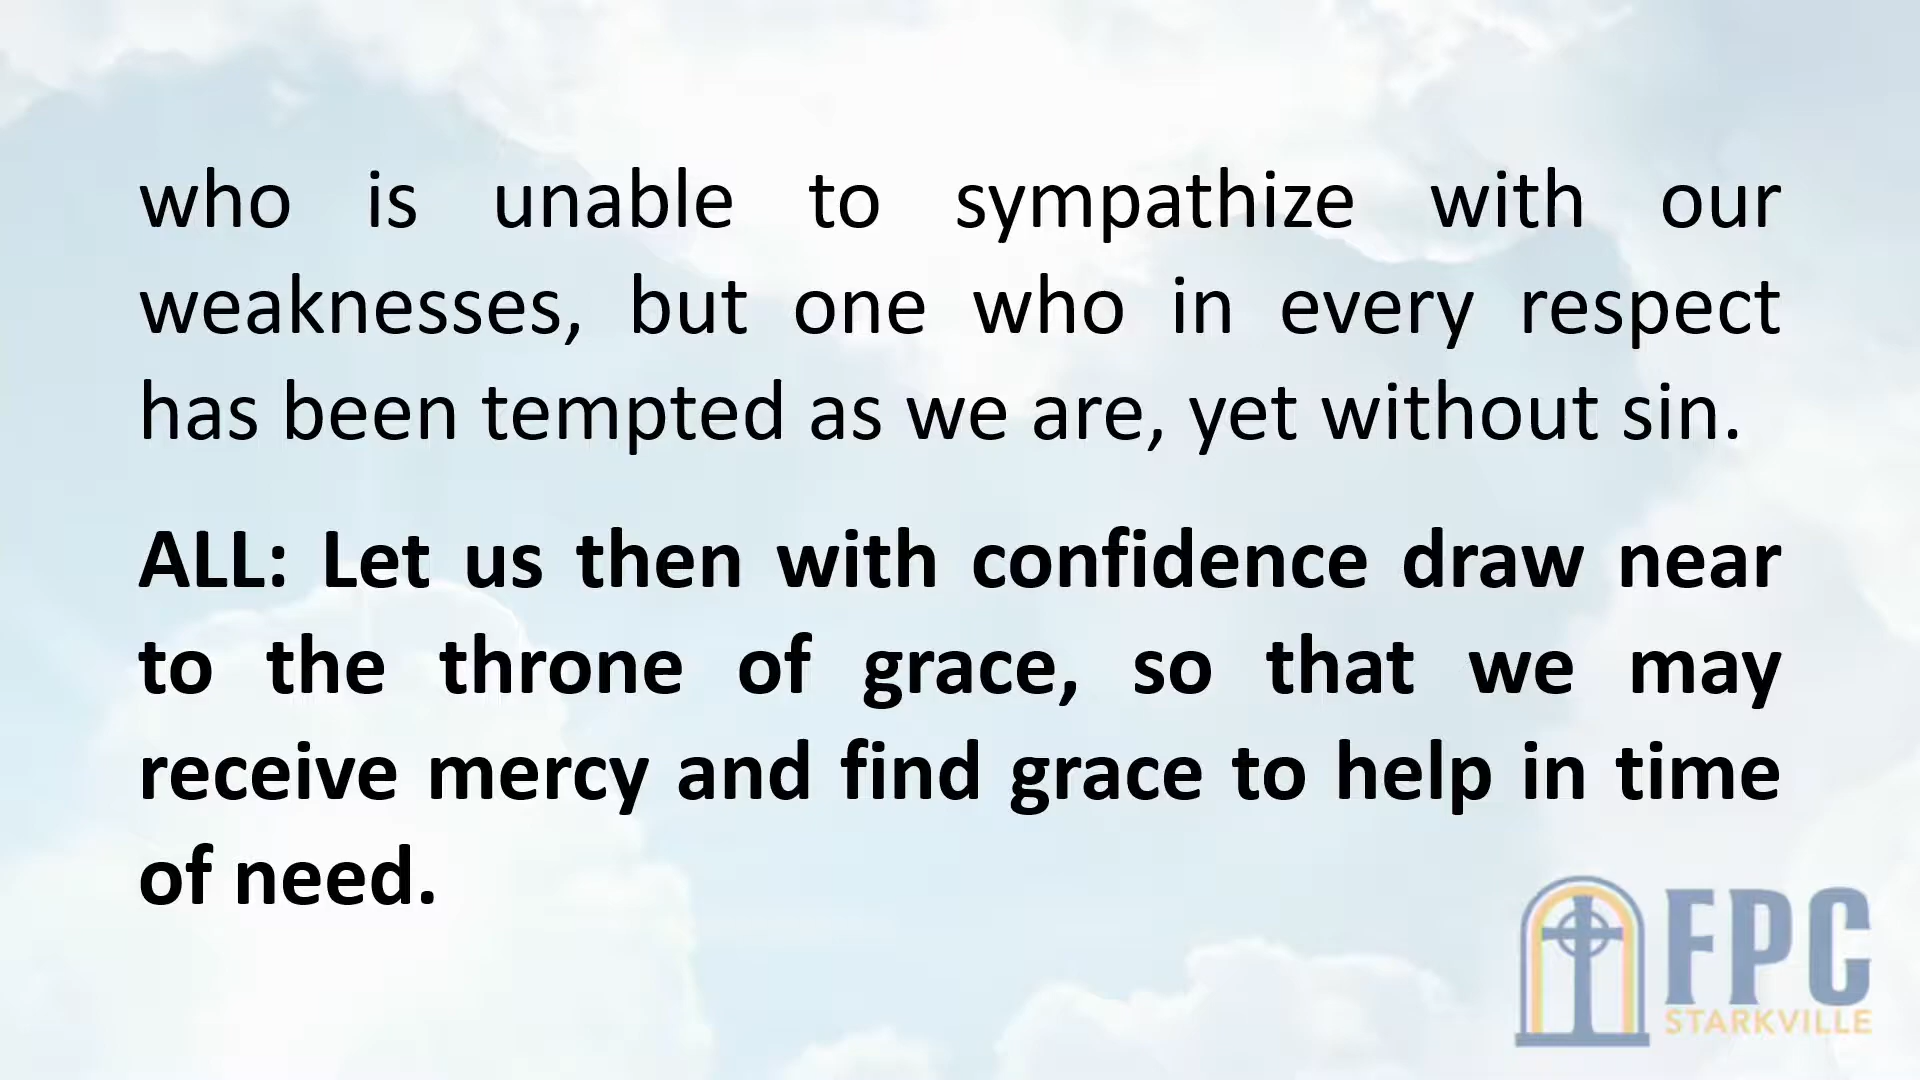 who is unable to sympathize with our
weaknesses, but one who in every respect
has been tempted as we are, yet without sin.
ALL: Let us then with confidence draw near
to the throne of grace, so that we may
receive mercy and find grace to help in time
of need.
FPC
STARKVILLE